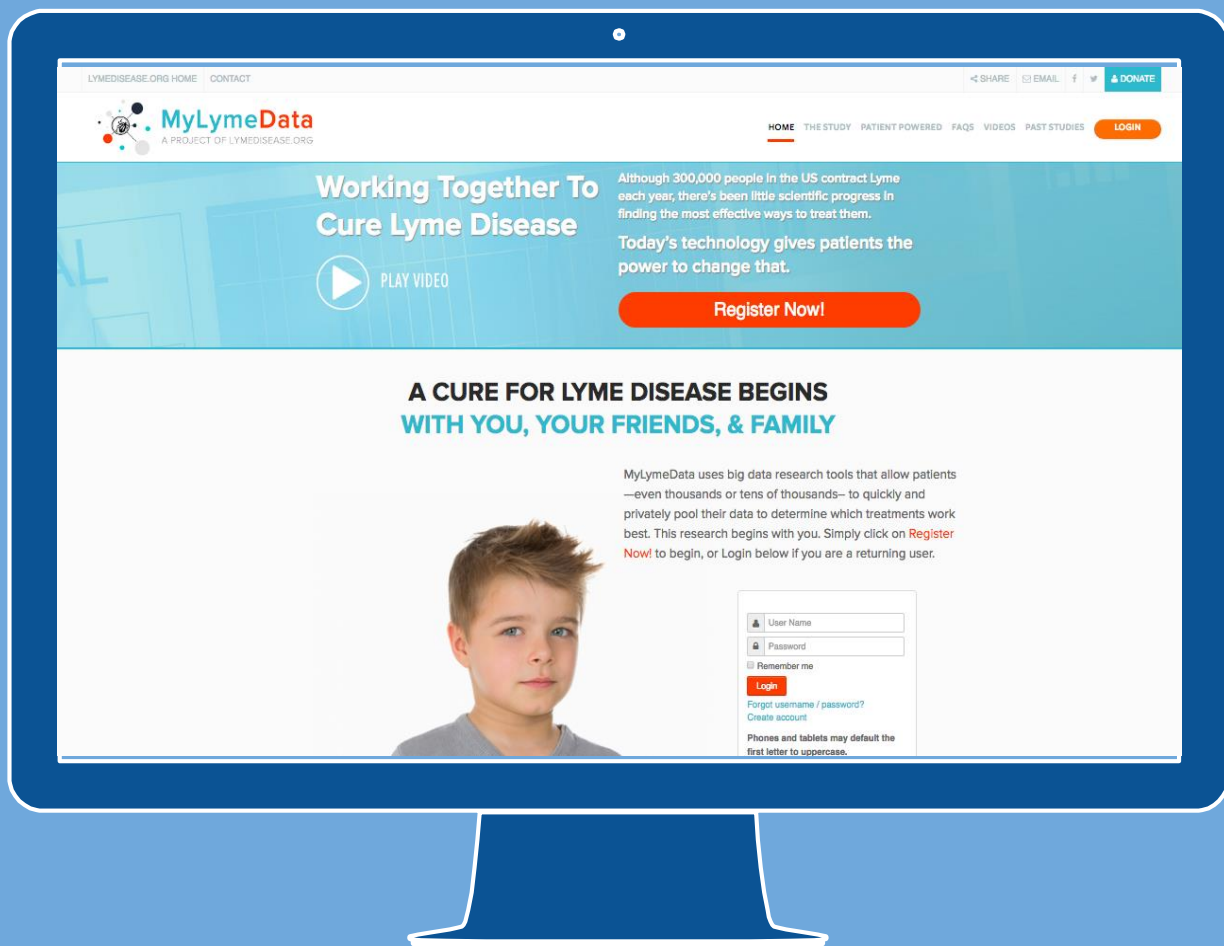 LYMEDISEASE.ORG HOME CONTACT
SHARE EMAIL DONATE
MyLymeData
A PROJECT OF LYMEDISEASE.ORG
HOME THE STUDY PATIENT POWERED FAQS VIDEOS PAST STUDIES LOGIN
Working Together To
Cure Lyme Disease
PLAY VIDEO
Although 300,000 people in the US contract Lyme
each year, there's been little scientific progress in
finding the most effective ways to treat them.
Today's technology gives patients the
power to change that.
Register Now!
A CURE FOR LYME DISEASE BEGINS
WITH YOU, YOUR FRIENDS, & FAMILY
MyLymeData uses big data research tools that allow patients
—even thousands or tens of thousands– to quickly and
privately pool their data to determine which treatments work
best. This research begins with you. Simply click on Register
Now! to begin, or Login below if you are a returning user.
User Name
Password
Remember me
Login
Forgot username / password?
Create account
Phones and tablets may default the
first letter to uppercase.